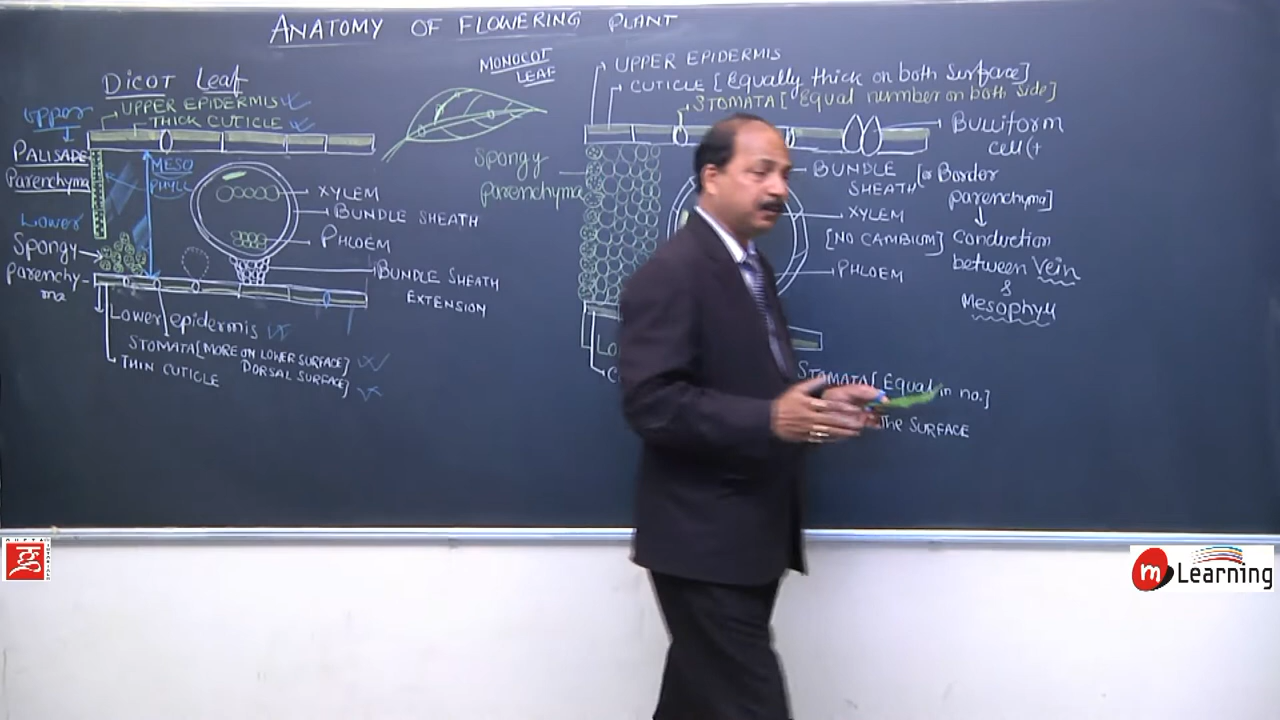 ANATOMY OF FLOWERING PLANT
DICOT Leaf
Upper
UPPER EPIDERMIS
THICK CUTICLE
PALISADE
Parenchyma
MESO
PHYLL
Lower
Spongy
parenchy-
ma
XYLEM
BUNDLE SHEATH
PHLOEM
BUNDLE SHEATH
EXTENSION
Lower epidermis
STOMATA [MORE ON LOWER SURFACE]
DORSAL SURFACE]
THIN CUTICLE
MONOCOT
LEAF
UPPER EPIDERMIS
CUTICLE [Equally thick on both surface]
STOMATA [Equal number on both side]
Bulliform
cell (+
Spongy
parenchyma
BUNDLE
SHEATH
[or Border
parenchyma]
XYLEM
[NO CAMBIUM]
PHLOEM
Conduction
between Vein
&
Mesophyll
STOMATA [Equal in no.]
The SURFACE
m Learning